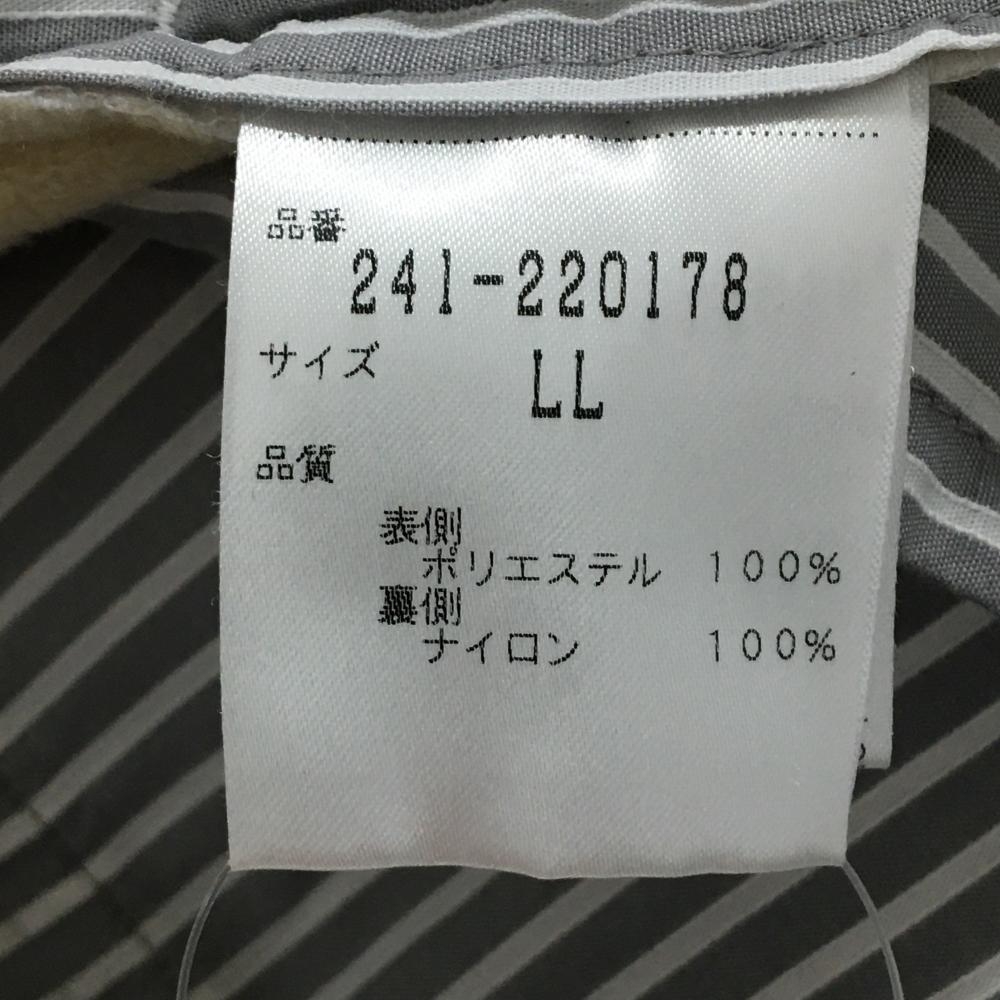 品番
241-220178
サイズ LL
品質
表側
ポリエステル 100%
裏側
ナイロン 100%